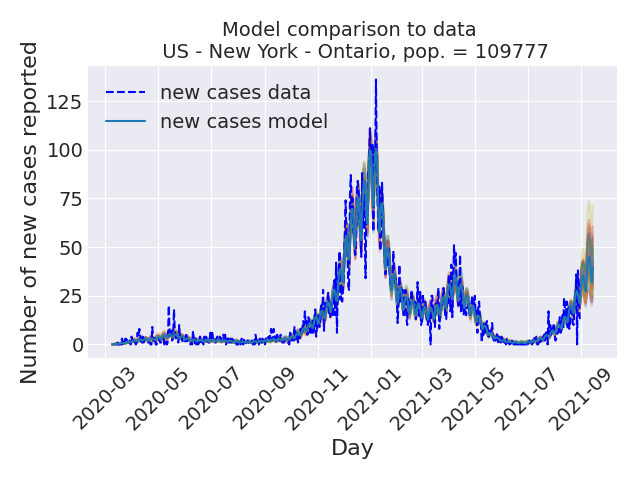 Model comparison to data
US - New York - Ontario, pop. = 109777
new cases data
new cases model
Number of new cases reported
125
100
75
50
25
0
2020-03
2020-05
2020-07
2020-09
2020-11
2021-01
2021-03
2021-05
2021-07
2021-09
Day